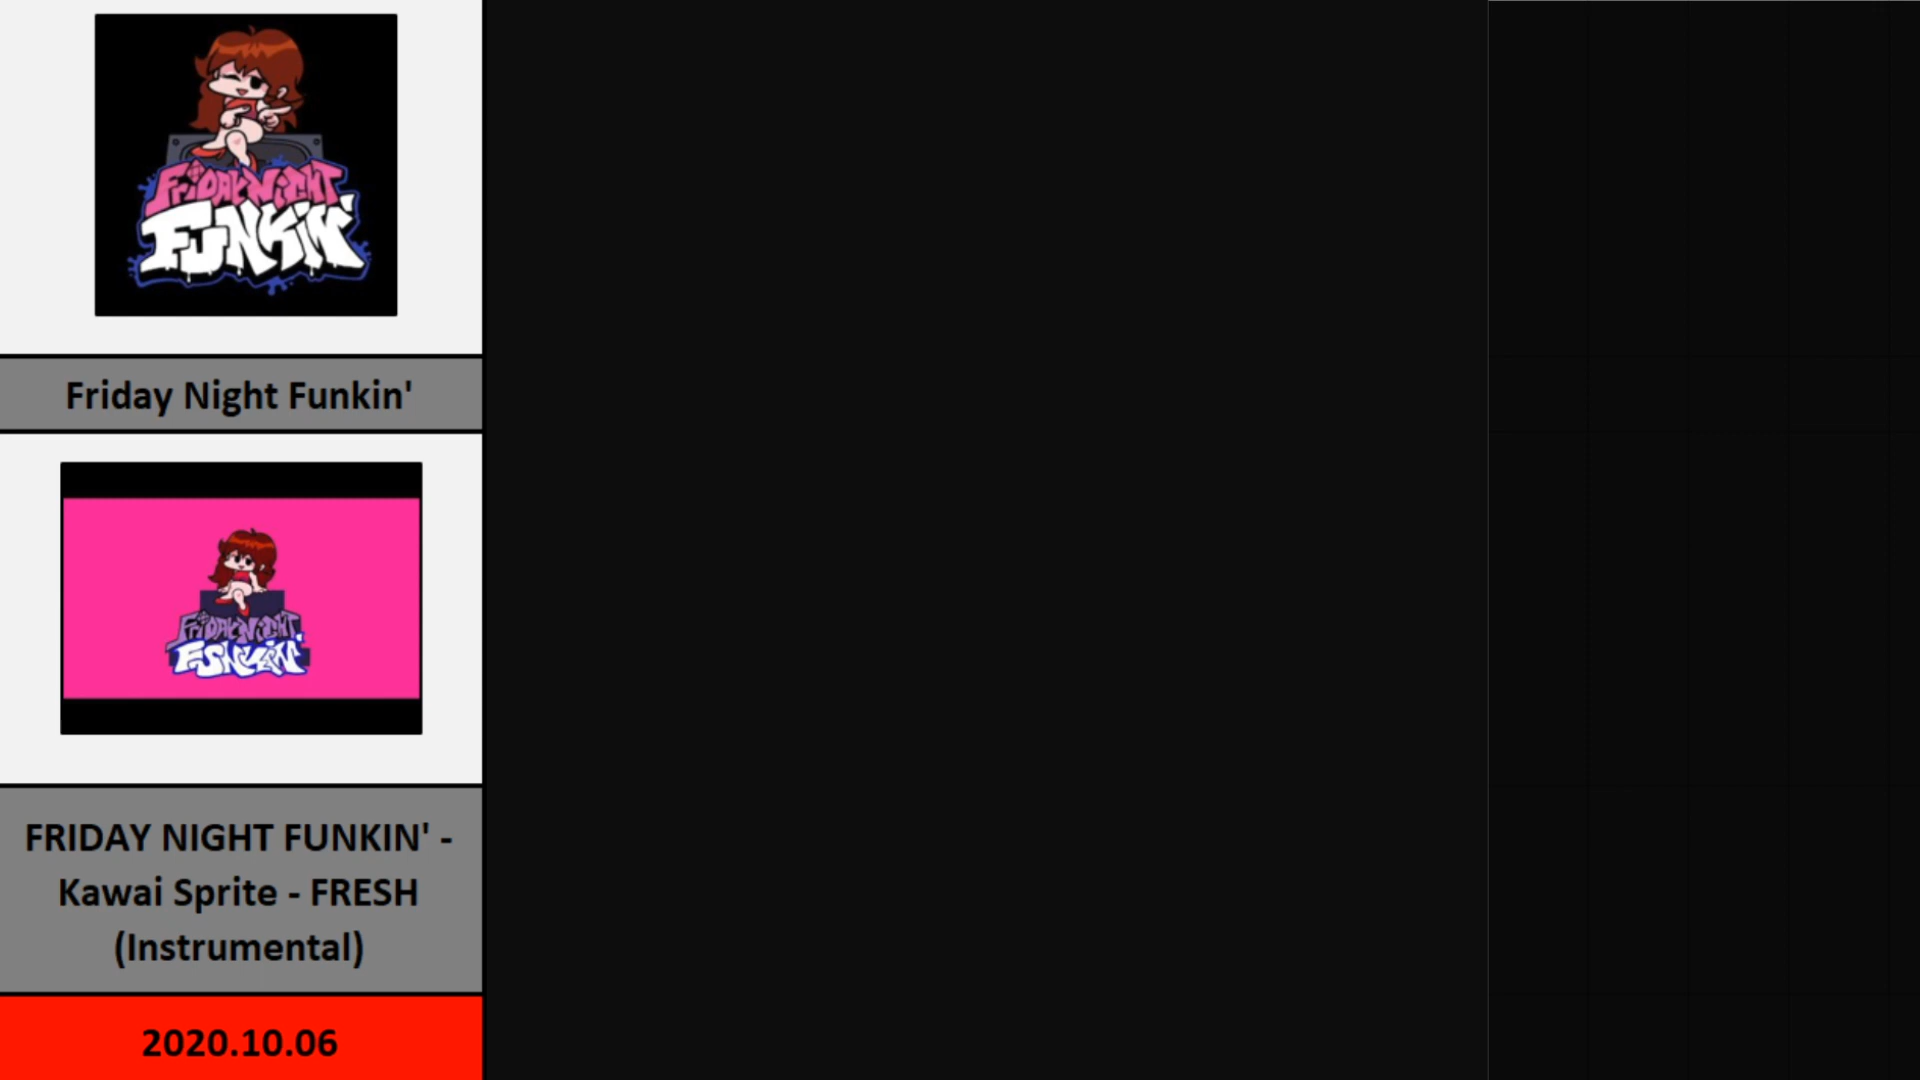 FRIDAY NIGHT
FUNKIN'
Friday Night Funkin'
FRIDAY NIGHT
FUNKIN'
FRIDAY NIGHT FUNKIN' -
Kawai Sprite - FRESH
(Instrumental)
2020.10.06